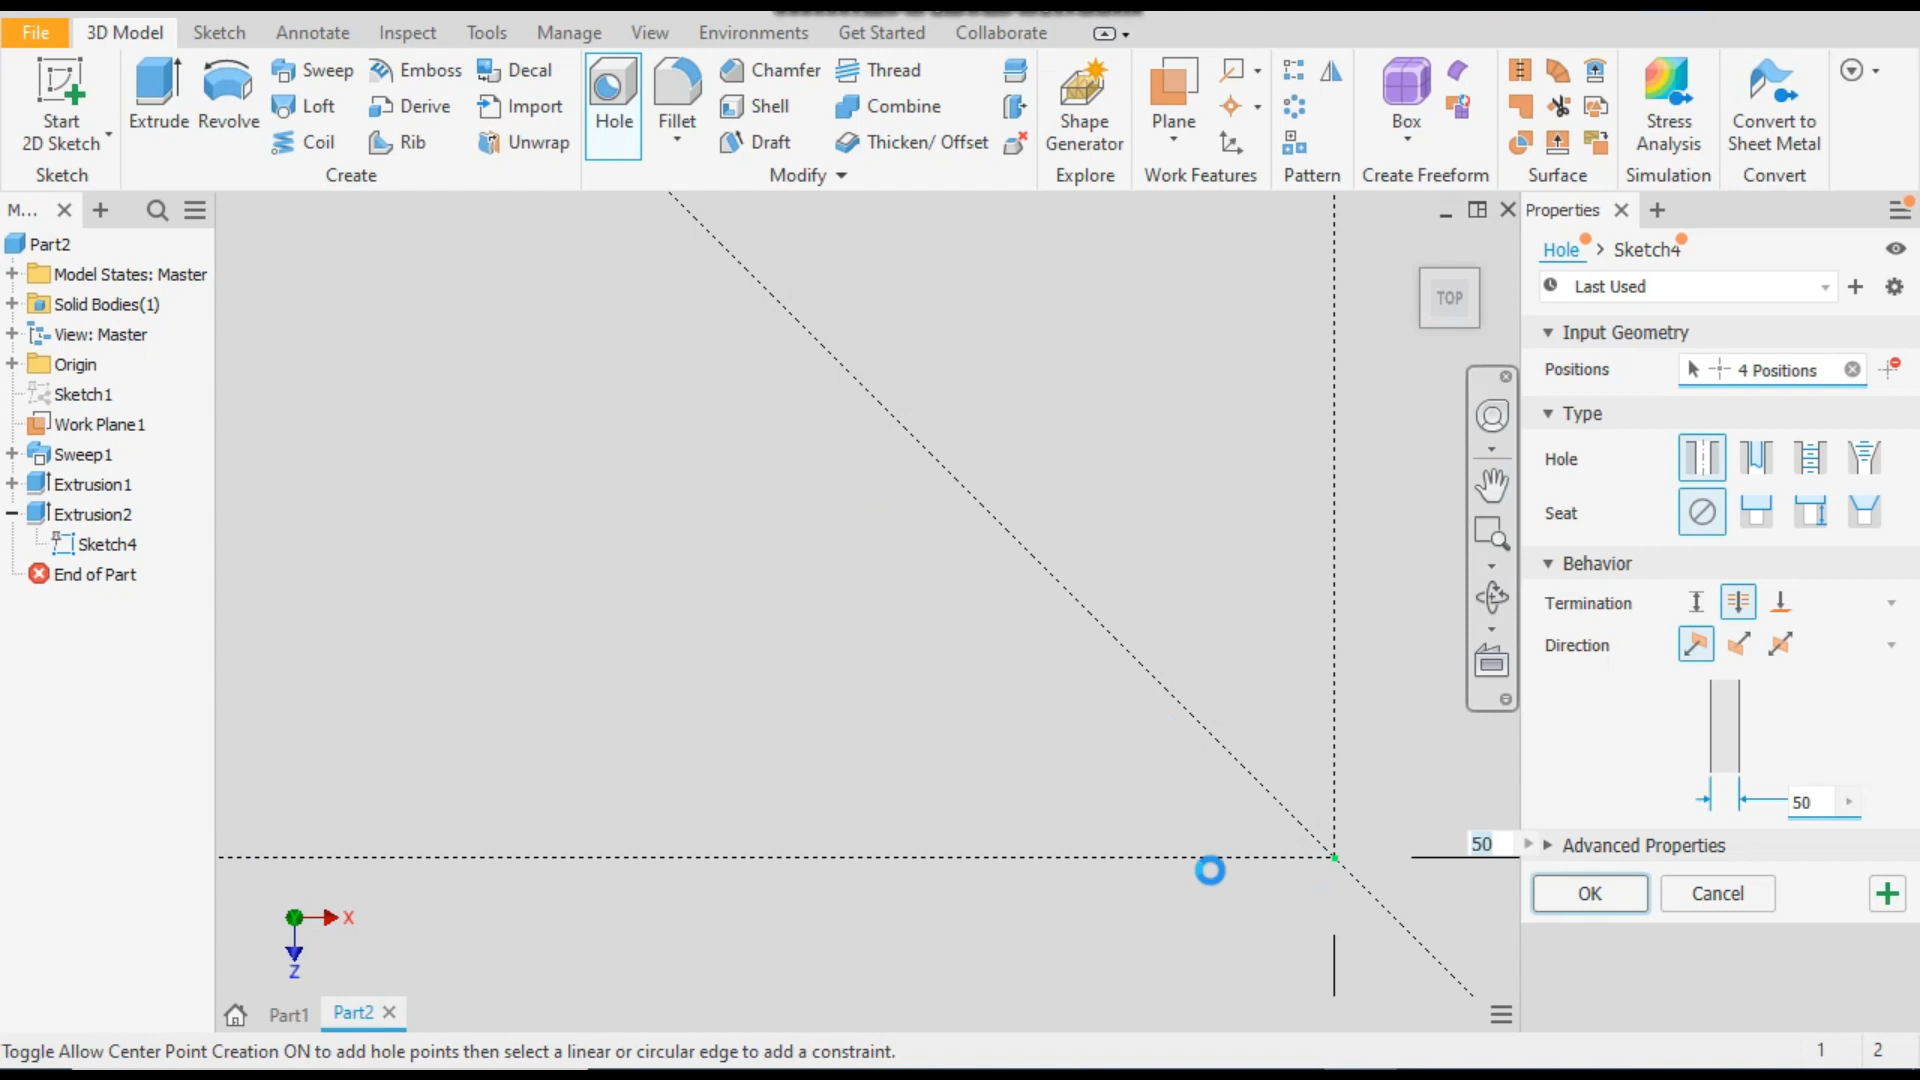 File 3D Model Sketch Annotate Inspect Tools Manage View Environments Get Started Collaborate
Start
2D Sketch
Extrude
Revolve
Sweep
Loft
Coil
Emboss
Derive
Rib
Decal
Import
Unwrap
Hole
Fillet
Chamfer
Shell
Draft
Thread
Combine
Thicken/ Offset
Shape
Generator
Plane
Box
Stress
Analysis
Convert to
Sheet Metal
Sketch Create Modify Explore Work Features Pattern Create Freeform Surface Simulation Convert
M...
Part2
Model States: Master
Solid Bodies(1)
View: Master
Origin
Sketch1
Work Plane1
Sweep1
Extrusion1
Extrusion2
Sketch4
End of Part
TOP
X
Z
50
Part1 Part2
Properties
Hole > Sketch4
Last Used
Input Geometry
Positions 4 Positions
Type
Hole
Seat
Behavior
Termination
Direction
50
Advanced Properties
OK Cancel
Toggle Allow Center Point Creation ON to add hole points then select a linear or circular edge to add a constraint.
1 2